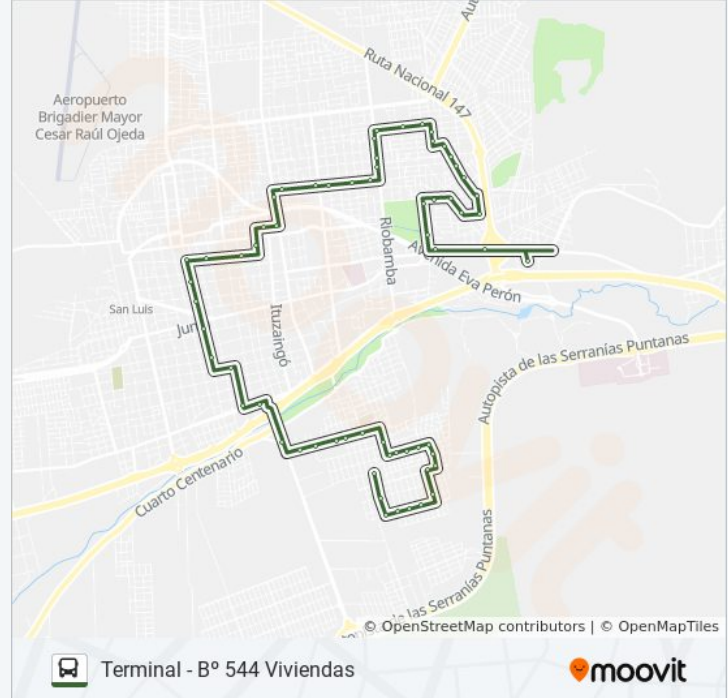 Ruta Nacional 147
Aeropuerto
Brigadier Mayor
Cesar Raúl Ojeda
Riobamba
Avenida Eva Perón
San Luis
Ituzaingó
Autopista de las Serranías Puntanas
Cuarto Centenario
de las Serranías Puntanas
© OpenStreetMap contributors | © OpenMapTiles
Terminal - Bº 544 Viviendas
moovit